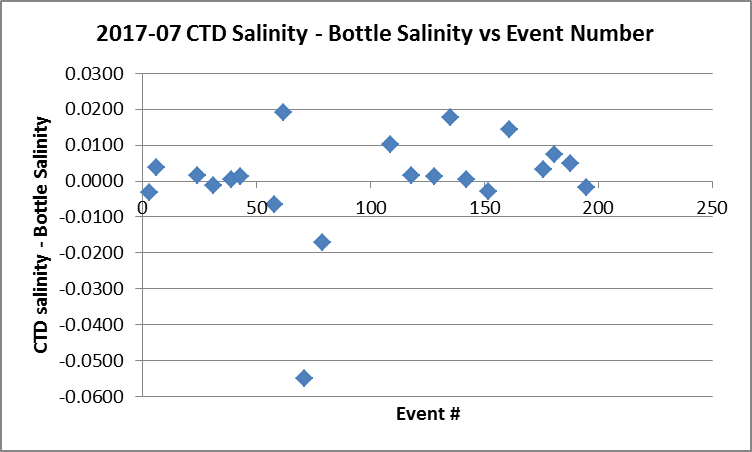 2017-07 CTD Salinity - Bottle Salinity vs Event Number
CTD salinity - Bottle Salinity
0.0300
0.0200
0.0100
0.0000
-0.0100
-0.0200
-0.0300
-0.0400
-0.0500
-0.0600
0 50 100 150 200 250
Event #